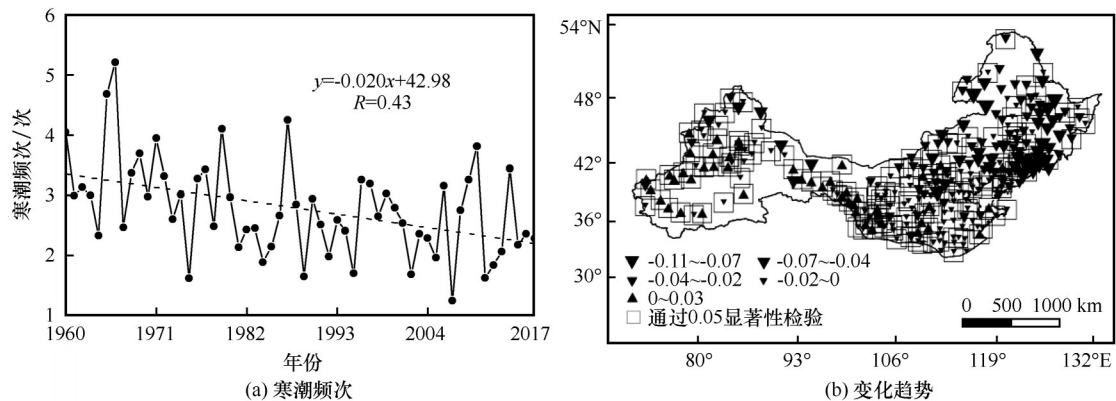 6
5
4
3
2
1
寒潮频次/次
y=-0.020x+42.98
R=0.43
1960 1971 1982 1993 2004 2017
年份
(a) 寒潮频次
54°N
48°
42°
36°
30°
-0.11~-0.07 -0.07~-0.04
-0.04~-0.02 -0.02~0
0~0.03
通过0.05显著性检验
0 500 1000 km
80° 93° 106° 119° 132°E
(b) 变化趋势